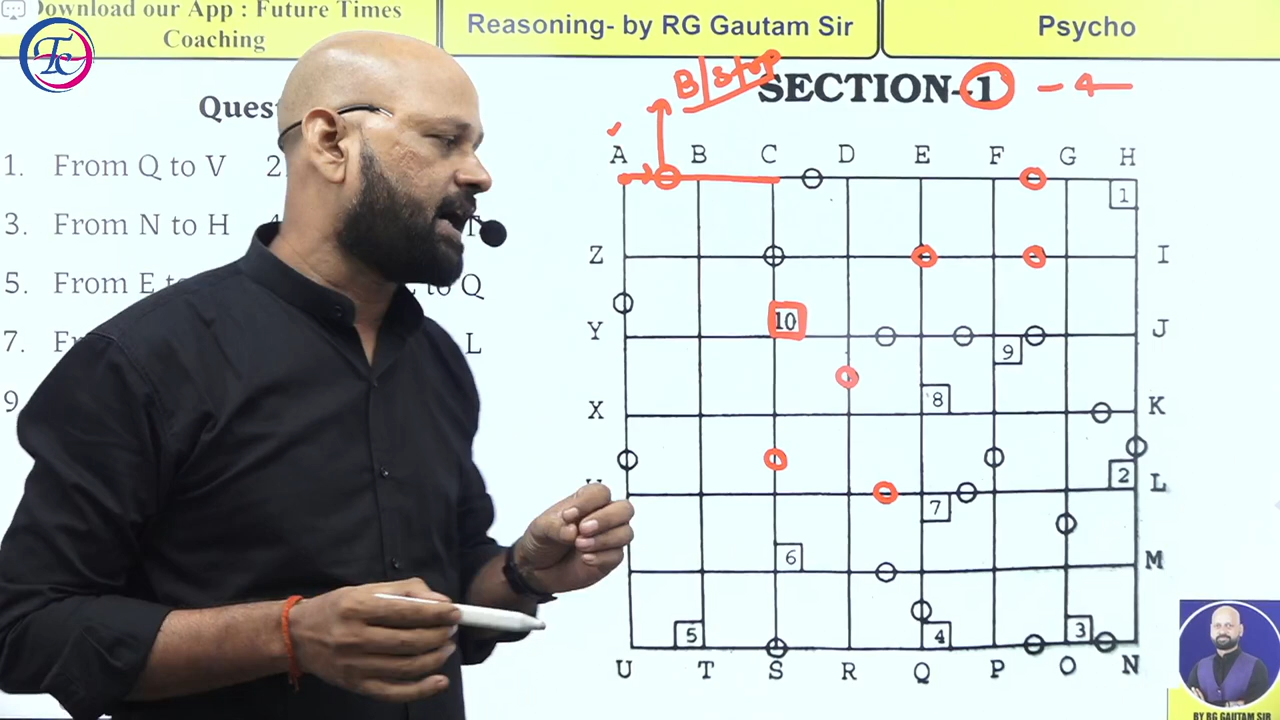 Download our App : Future Times
Coaching
Reasoning- by RG Gautam Sir
Psycho
B/Stop
SECTION-1 - 4 -
1. From Q to V
3. From N to H
5. From E
Q
7.
L
9
A B C D E F G H
Z I
Y J
X K
L
M
U T S R Q P O N
1
10
9
8
2
7
6
5 4 3
BY RG GAUTAM SIR